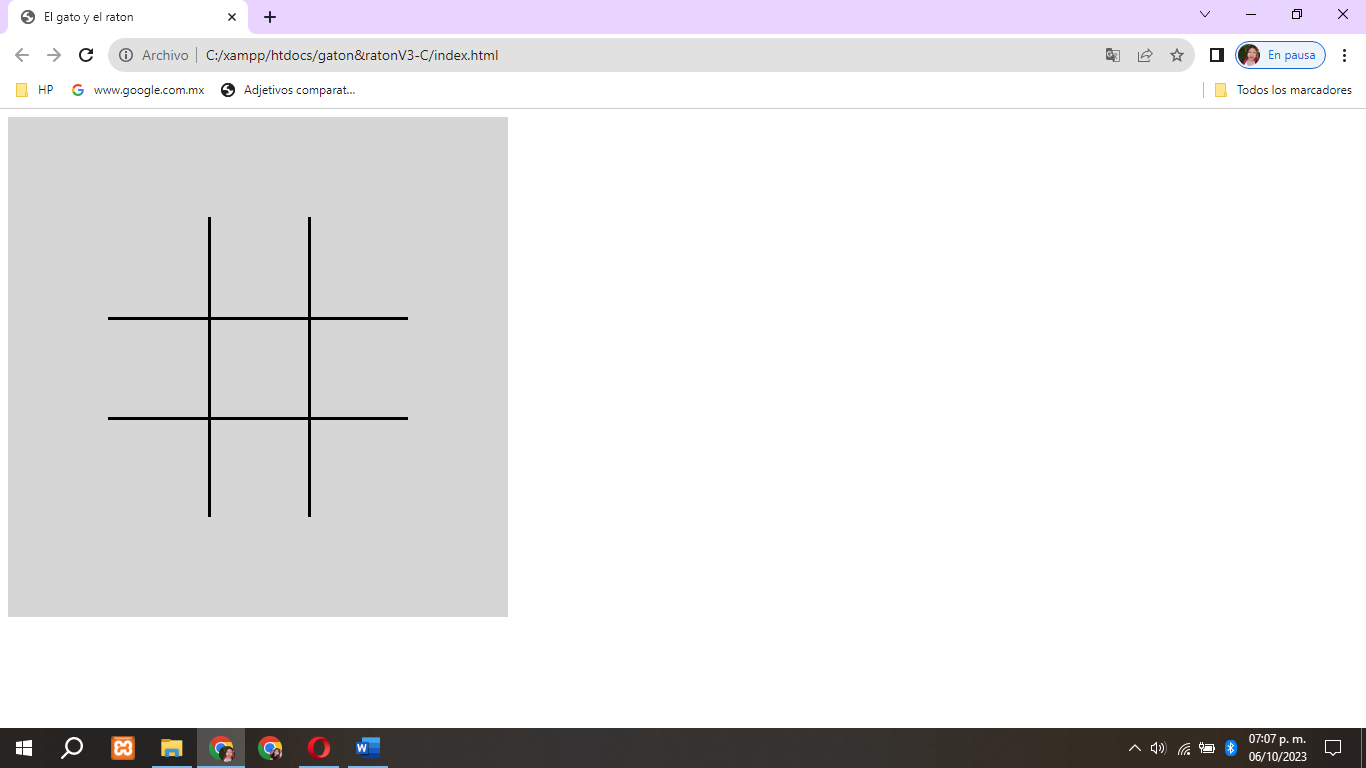 El gato y el raton
Archivo C:/xampp/htdocs/gaton&ratonV3-C/index.html
En pausa
HP www.google.com.mx Adjetivos comparat... Todos los marcadores
07:07 p. m.
06/10/2023